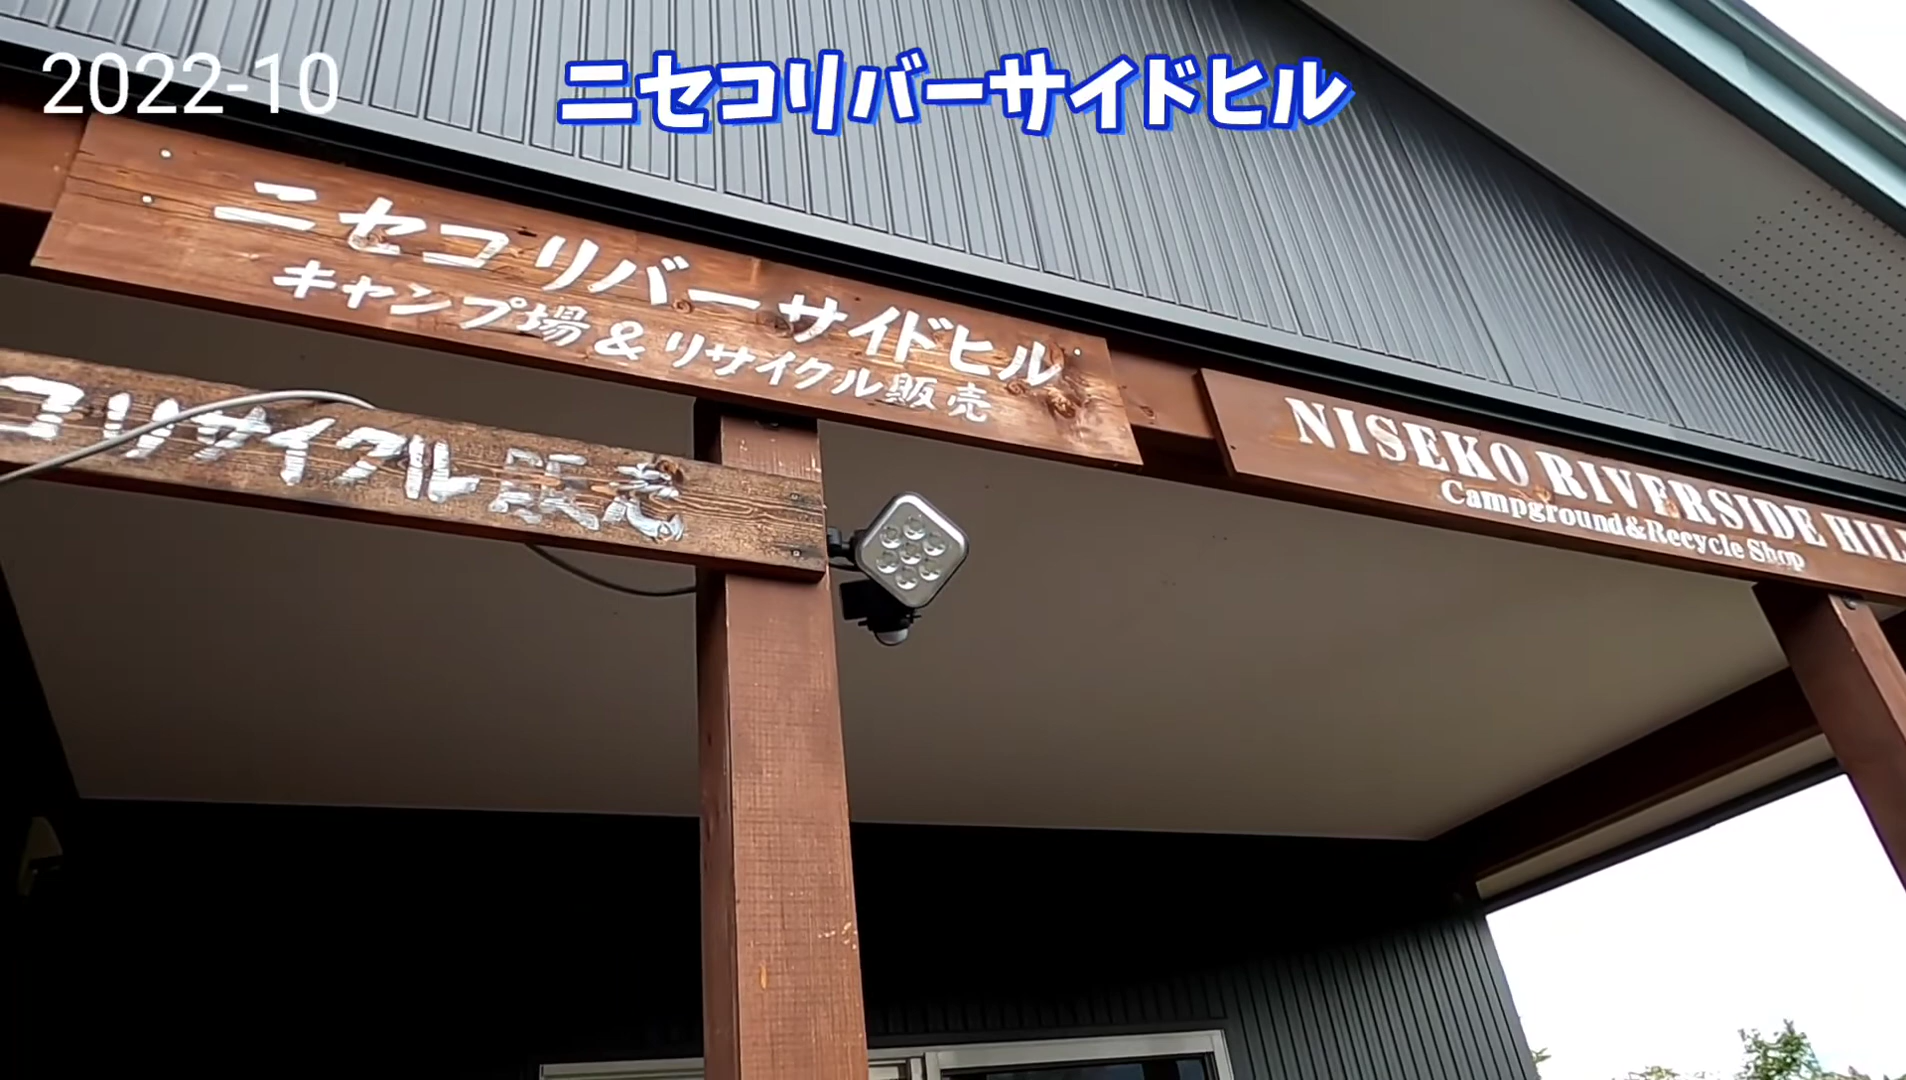 2022-10
ニセコリバーサイドヒル
ニセコリバーサイドヒル
キャンプ場&リサイクル販売
コリサイクル販売
NISEKO RIVERSIDE HILL
Campground&Recycle Shop